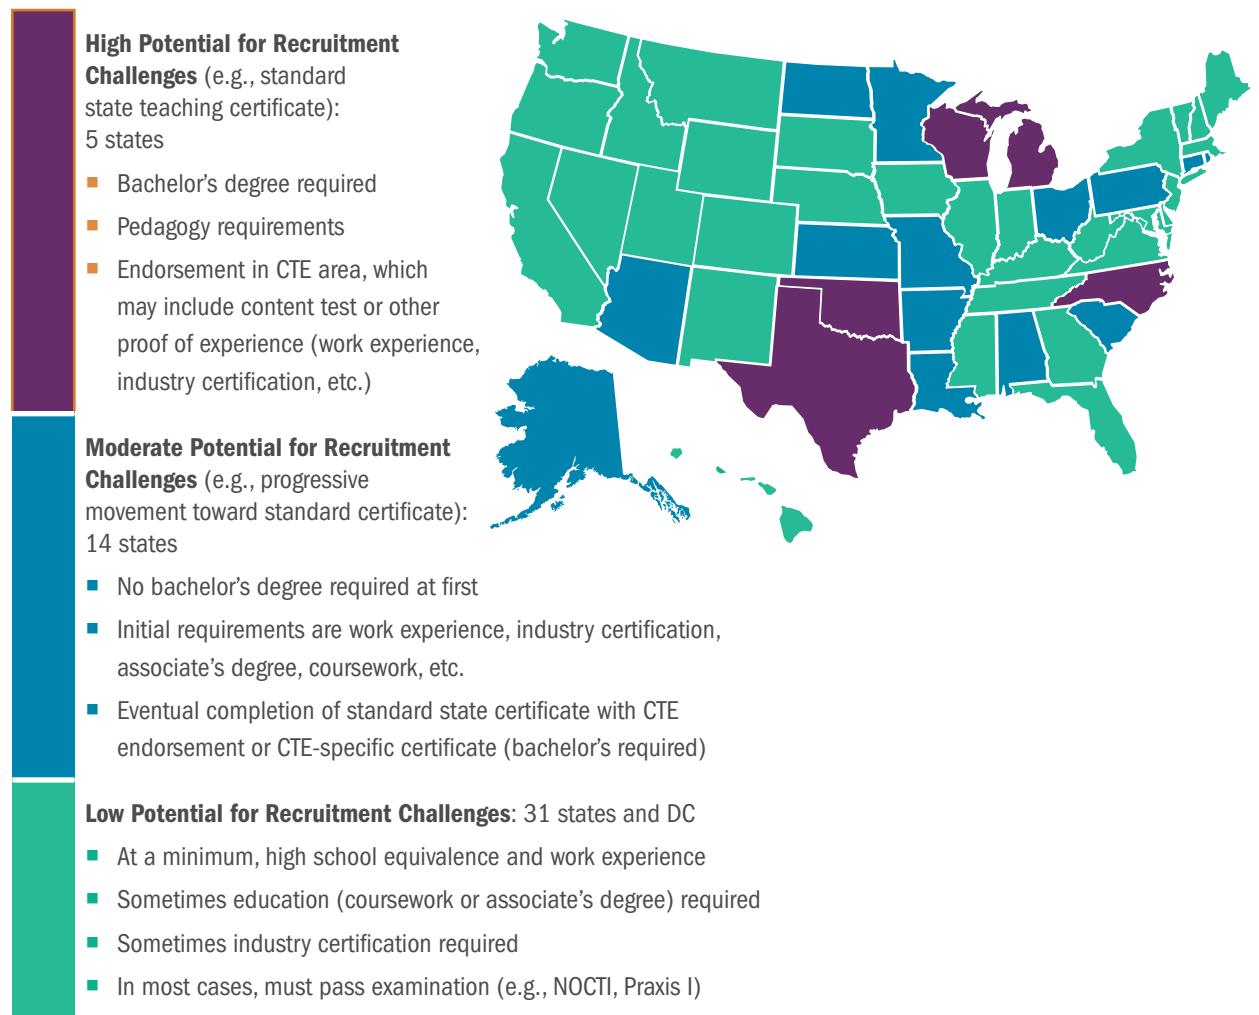 High Potential for Recruitment
Challenges (e.g., standard
state teaching certificate):
5 states
Bachelor’s degree required
Pedagogy requirements
Endorsement in CTE area, which
may include content test or other
proof of experience (work experience,
industry certification, etc.)
Moderate Potential for Recruitment
Challenges (e.g., progressive
movement toward standard certificate):
14 states
No bachelor’s degree required at first
Initial requirements are work experience, industry certification,
associate’s degree, coursework, etc.
Eventual completion of standard state certificate with CTE
endorsement or CTE-specific certificate (bachelor’s required)
Low Potential for Recruitment Challenges: 31 states and DC
At a minimum, high school equivalence and work experience
Sometimes education (coursework or associate’s degree) required
Sometimes industry certification required
In most cases, must pass examination (e.g., NOCTI, Praxis I)